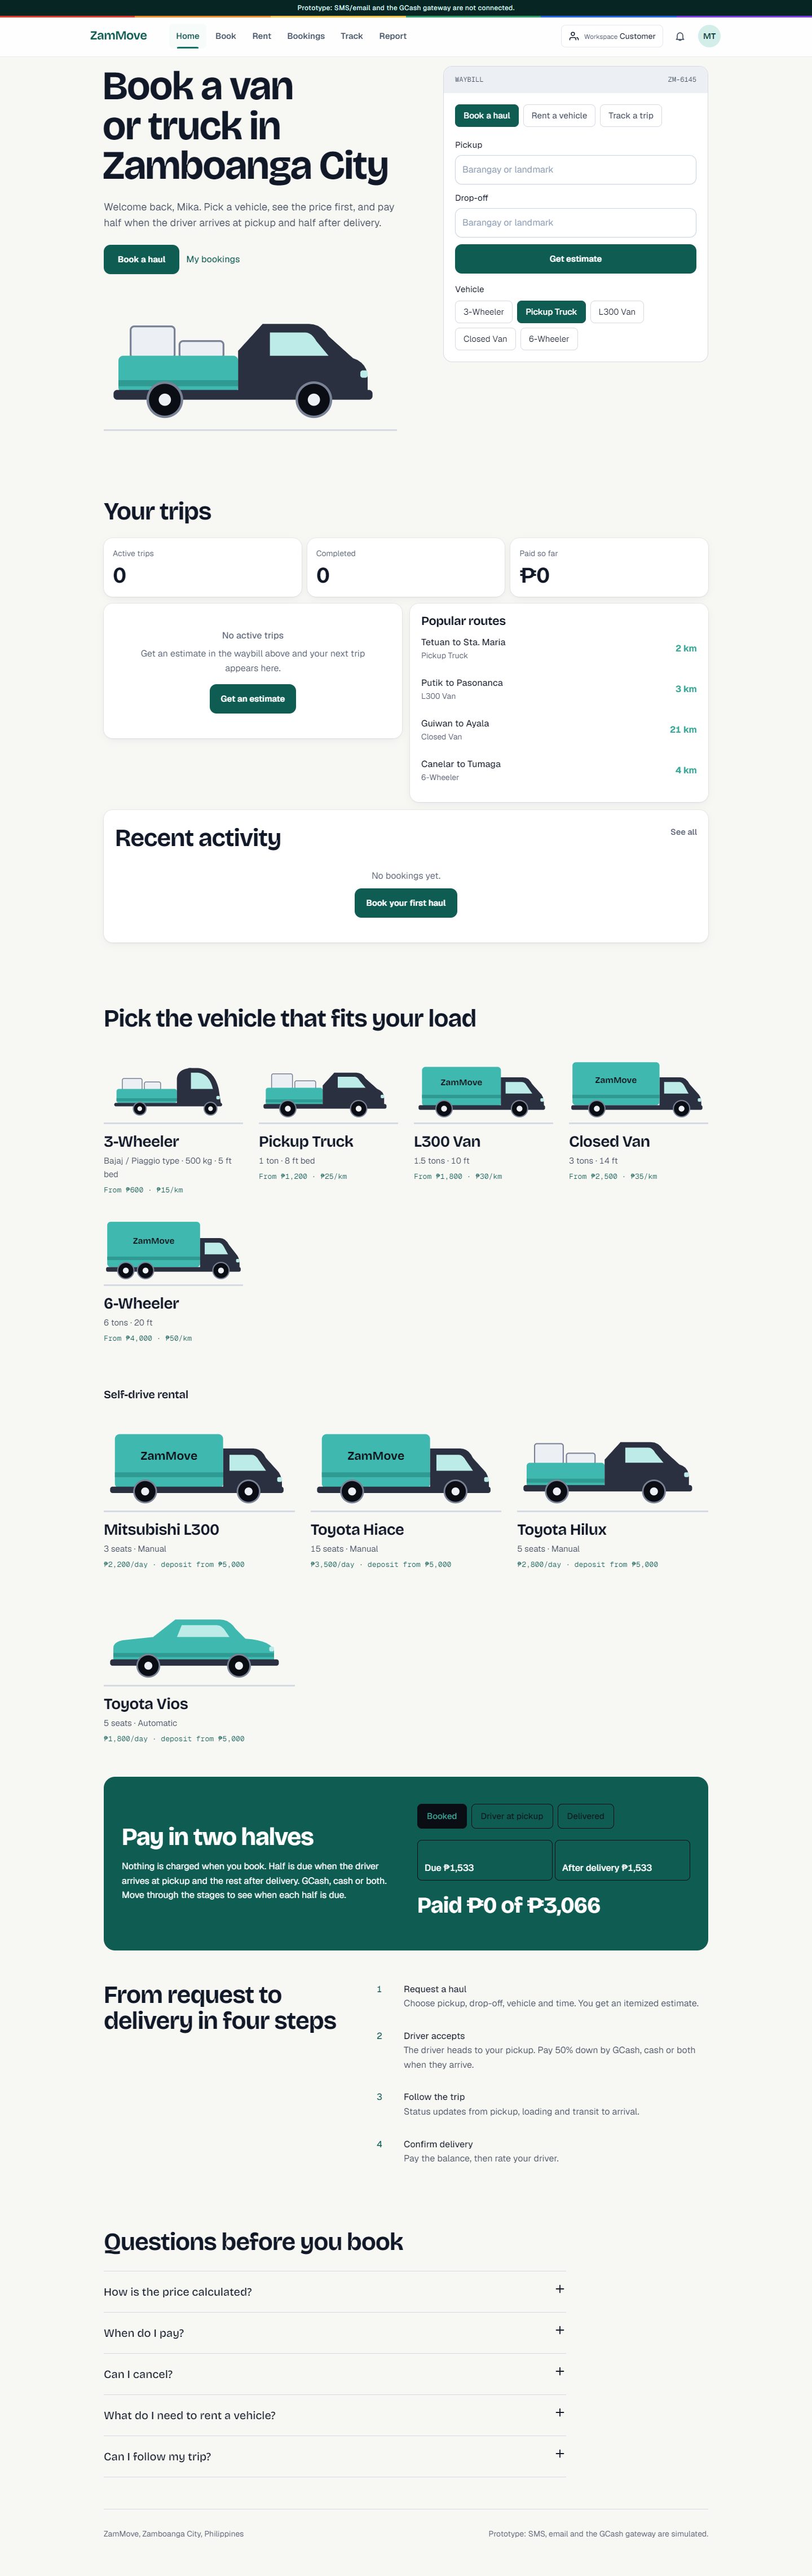 Prototype: SMS/email and the GCash gateway are not connected.
ZamMove
Home
Book
Rent
Bookings
Track
Report
Workspace Customer
MT
Book a van
or truck in
Zamboanga City
Welcome back, Mika. Pick a vehicle, see the price first, and pay
half when the driver arrives at pickup and half after delivery.
Book a haul
My bookings
WAYBILL
ZW-6145
Book a haul
Rent a vehicle
Track a trip
Pickup
Barangay or landmark
Drop-off
Barangay or landmark
Get estimate
Vehicle
3-Wheeler
Pickup Truck
L300 Van
Closed Van
6-Wheeler
Your trips
Active trips
0
Completed
0
Paid so far
₱0
No active trips
Get an estimate in the waybill above and your next trip
appears here.
Get an estimate
Popular routes
Tetuan to Sta. Maria
Pickup Truck
2 km
Putik to Pasonanca
L300 Van
3 km
Guiwan to Ayala
Closed Van
21 km
Canelar to Tumaga
6-Wheeler
4 km
Recent activity
See all
No bookings yet.
Book your first haul
Pick the vehicle that fits your load
3-Wheeler
Bajaj / Piaggio type · 500 kg · 5 ft
bed
From ₱600 · ₱15/km
Pickup Truck
1 ton · 8 ft bed
From ₱1,200 · ₱25/km
ZamMove
L300 Van
1.5 tons · 10 ft
From ₱1,800 · ₱30/km
ZamMove
Closed Van
3 tons · 14 ft
From ₱2,500 · ₱35/km
ZamMove
6-Wheeler
6 tons · 20 ft
From ₱4,000 · ₱50/km
Self-drive rental
ZamMove
Mitsubishi L300
3 seats · Manual
₱2,200/day · deposit from ₱5,000
ZamMove
Toyota Hiace
15 seats · Manual
₱3,500/day · deposit from ₱5,000
Toyota Hilux
5 seats · Manual
₱2,800/day · deposit from ₱5,000
Toyota Vios
5 seats · Automatic
₱1,800/day · deposit from ₱5,000
Pay in two halves
Nothing is charged when you book. Half is due when the driver
arrives at pickup and the rest after delivery. GCash, cash or both.
Move through the stages to see when each half is due.
Booked
Driver at pickup
Delivered
Due ₱1,533
After delivery ₱1,533
Paid ₱0 of ₱3,066
From request to
delivery in four steps
1
Request a haul
Choose pickup, drop-off, vehicle and time. You get an itemized estimate.
2
Driver accepts
The driver heads to your pickup. Pay 50% down by GCash, cash or both
when they arrive.
3
Follow the trip
Status updates from pickup, loading and transit to arrival.
4
Confirm delivery
Pay the balance, then rate your driver.
Questions before you book
How is the price calculated?
When do I pay?
Can I cancel?
What do I need to rent a vehicle?
Can I follow my trip?
ZamMove, Zamboanga City, Philippines
Prototype: SMS, email and the GCash gateway are simulated.